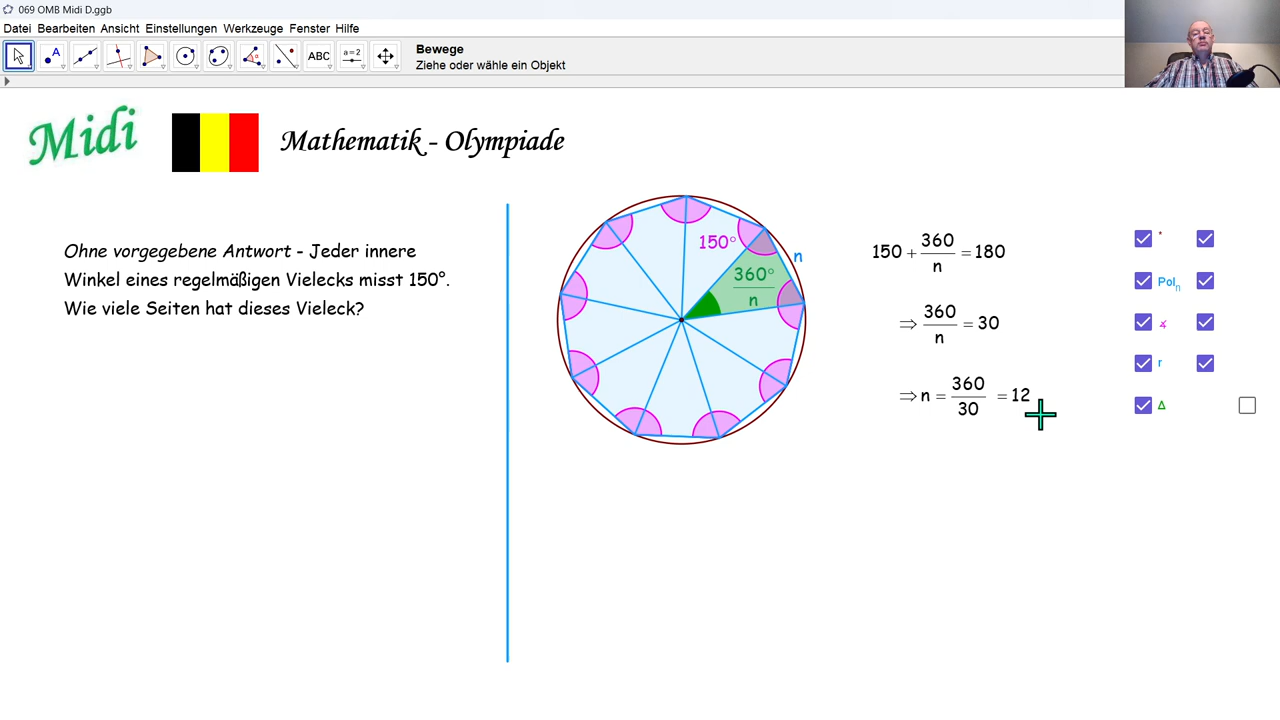 069 OMB Midi D.ggb
Datei Bearbeiten Ansicht Einstellungen Werkzeuge Fenster Hilfe
A
ABC
a=2
Bewege
Ziehe oder wähle ein Objekt
Midi
Mathematik - Olympiade
Ohne vorgegebene Antwort - Jeder innere
Winkel eines regelmäßigen Vielecks misst 150°.
Wie viele Seiten hat dieses Vieleck?
150°
n
360°
n
150 + 360/n = 180
⇒ 360/n = 30
⇒ n = 360/30 = 12
Pol_n
∡
r
Δ